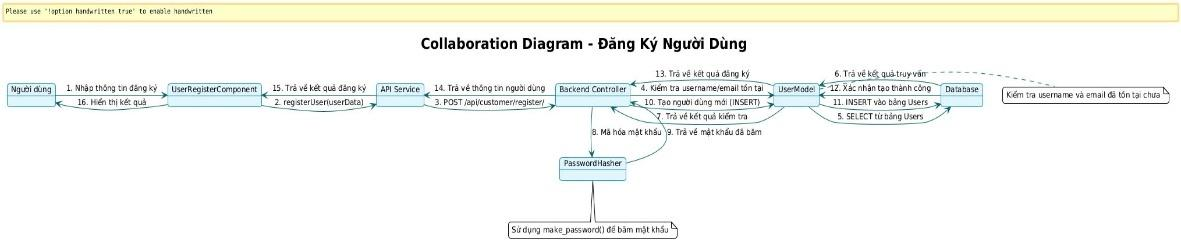 Please use '!option handwritten true' to enable handwritten
Collaboration Diagram - Đăng Ký Người Dùng
13. Trả về kết quả đăng ký
6. Trả về kết quả truy vấn
Người dùng
1. Nhập thông tin đăng ký
UserRegisterComponent
15. Trả về kết quả đăng ký
API Service
14. Trả về thông tin người dùng
Backend Controller
4. Kiểm tra username/email tồn tại
UserModel
12. Xác nhận tạo thành công
Database
Kiểm tra username và email đã tồn tại chưa
16. Hiển thị kết quả
2. registerUser(userData)
3. POST /api/customer/register/
10. Tạo người dùng mới (INSERT)
11. INSERT vào bảng Users
7. Trả về kết quả kiểm tra
5. SELECT từ bảng Users
8. Mã hóa mật khẩu
9. Trả về mật khẩu đã băm
PasswordHasher
Sử dụng make_password() để băm mật khẩu